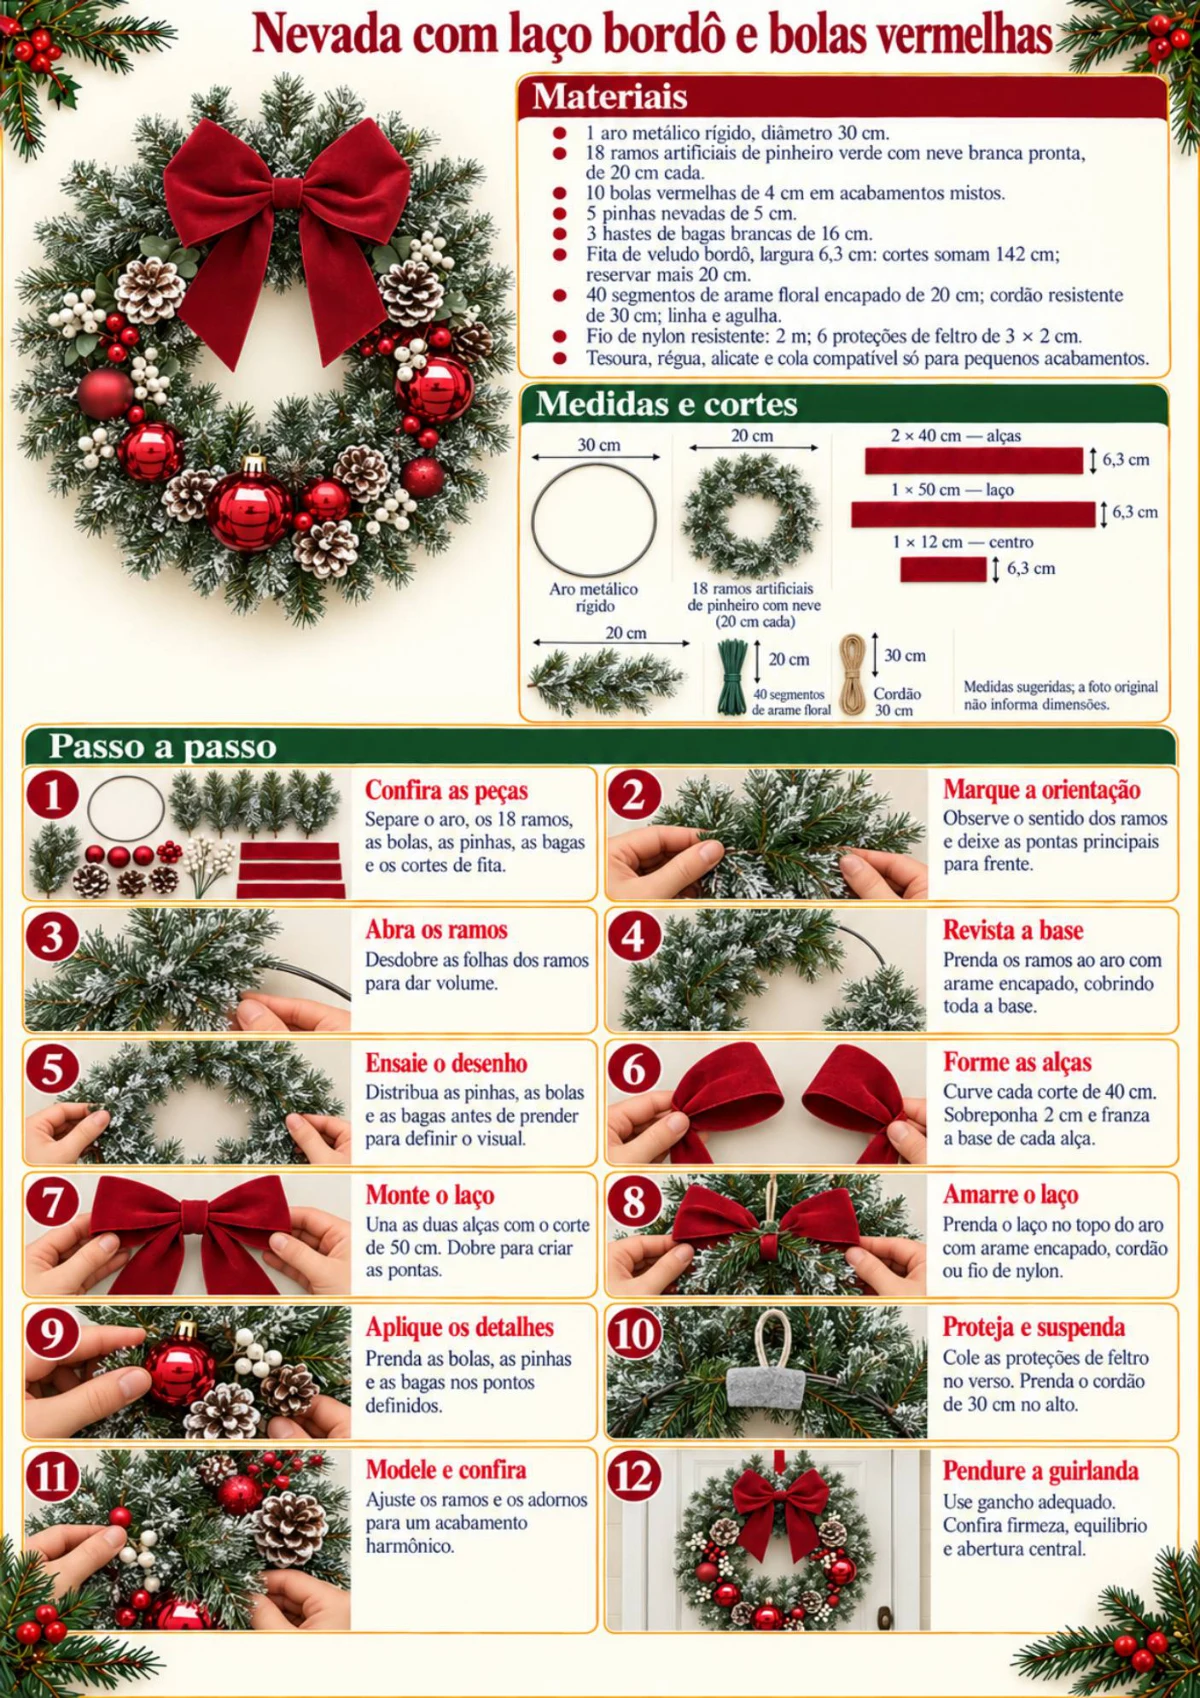 Nevada com laço bordô e bolas vermelhas
Materiais
1 aro metálico rígido, diâmetro 30 cm.
18 ramos artificiais de pinheiro verde com neve branca pronta,
de 20 cm cada.
10 bolas vermelhas de 4 cm em acabamentos mistos.
5 pinhas nevadas de 5 cm.
3 hastes de bagas brancas de 16 cm.
Fita de veludo bordô, largura 6,3 cm: cortes somam 142 cm;
reservar mais 20 cm.
40 segmentos de arame floral encapado de 20 cm; cordão resistente
de 30 cm; linha e agulha.
Fio de nylon resistente: 2 m; 6 proteções de feltro de 3 × 2 cm.
Tesoura, régua, alicate e cola compatível só para pequenos acabamentos.
Medidas e cortes
30 cm
Aro metálico
rígido
20 cm
18 ramos artificiais
de pinheiro com neve
(20 cm cada)
2 × 40 cm — alças
6,3 cm
1 × 50 cm — laço
6,3 cm
1 × 12 cm — centro
6,3 cm
20 cm
20 cm
40 segmentos
de arame floral
30 cm
Cordão
30 cm
Medidas sugeridas; a foto original
não informa dimensões.
Passo a passo
1
Confira as peças
Separe o aro, os 18 ramos,
as bolas, as pinhas, as bagas
e os cortes de fita.
2
Marque a orientação
Observe o sentido dos ramos
e deixe as pontas principais
para frente.
3
Abra os ramos
Desdobre as folhas dos ramos
para dar volume.
4
Revista a base
Prenda os ramos ao aro com
arame encapado, cobrindo
toda a base.
5
Ensaie o desenho
Distribua as pinhas, as bolas
e as bagas antes de prender
para definir o visual.
6
Forme as alças
Curve cada corte de 40 cm.
Sobreponha 2 cm e franza
a base de cada alça.
7
Monte o laço
Una as duas alças com o corte
de 50 cm. Dobre para criar
as pontas.
8
Amarre o laço
Prenda o laço no topo do aro
com arame encapado, cordão
ou fio de nylon.
9
Aplique os detalhes
Prenda as bolas, as pinhas
e as bagas nos pontos
definidos.
10
Proteja e suspenda
Cole as proteções de feltro
no verso. Prenda o cordão
de 30 cm no alto.
11
Modele e confira
Ajuste os ramos e os adornos
para um acabamento
harmônico.
12
Pendure a guirlanda
Use gancho adequado.
Confira firmeza, equilibrio
e abertura central.